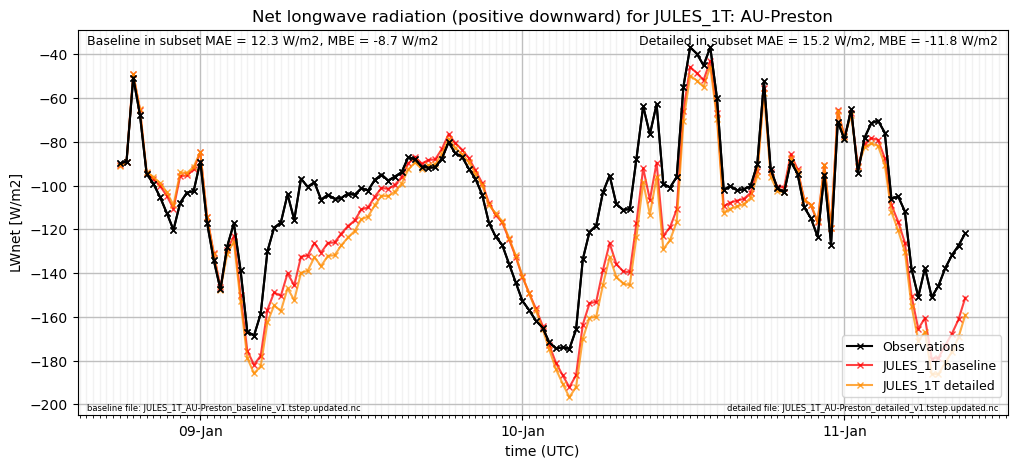 Net longwave radiation (positive downward) for JULES_1T: AU-Preston
Baseline in subset MAE = 12.3 W/m2, MBE = -8.7 W/m2
Detailed in subset MAE = 15.2 W/m2, MBE = -11.8 W/m2
LWnet [W/m2]
−40
−60
−80
−100
−120
−140
−160
−180
−200
Observations
JULES_1T baseline
JULES_1T detailed
baseline file: JULES_1T_AU-Preston_baseline_v1.tstep.updated.nc
detailed file: JULES_1T_AU-Preston_detailed_v1.tstep.updated.nc
09-Jan
10-Jan
11-Jan
time (UTC)